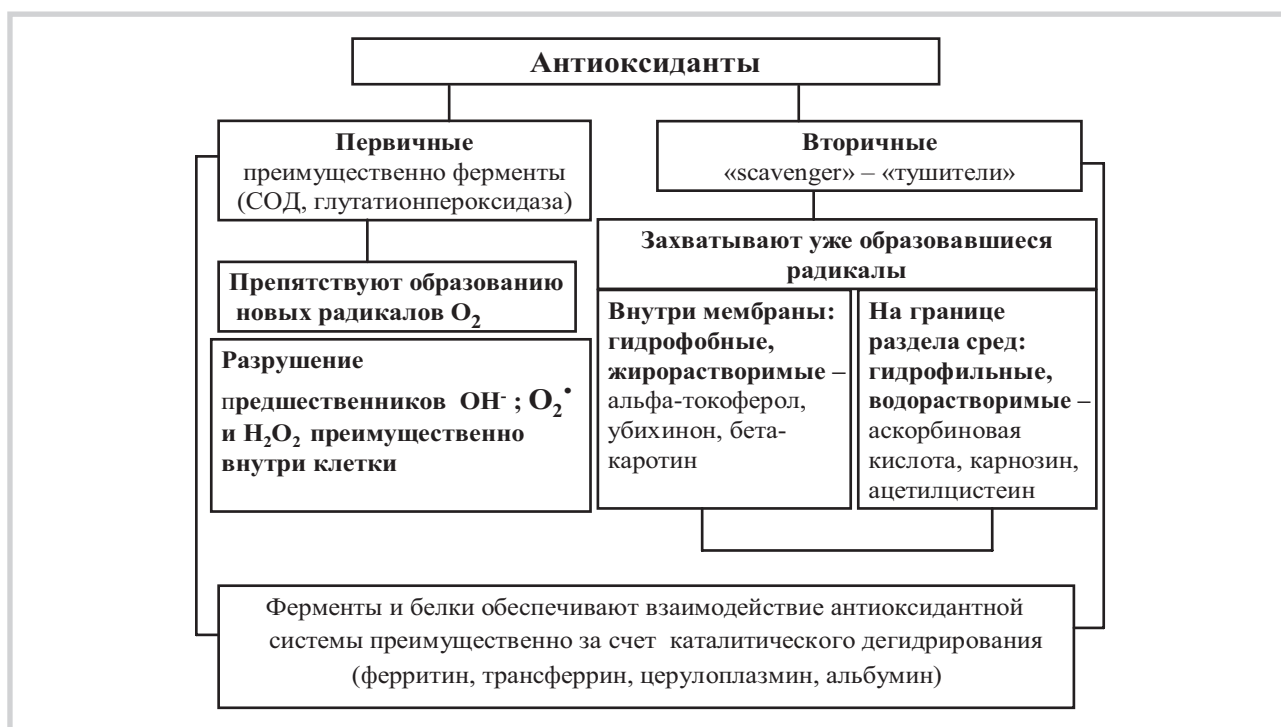 Антиоксиданты
Первичные
преимущественно ферменты
(СОД, глутатионпероксидаза)
Препятствуют образованию
новых радикалов O₂
Разрушение
предшественников OH⁻ ; O₂•
и H₂O₂ преимущественно
внутри клетки
Вторичные
«scavenger» – «тушители»
Захватывают уже образовавшиеся
радикалы
Внутри мембраны:
гидрофобные,
жирорастворимые –
альфа-токоферол,
убихинон, бета-
каротин
На границе
раздела сред:
гидрофильные,
водорастворимые –
аскорбиновая
кислота, карнозин,
ацетилцистеин
Ферменты и белки обеспечивают взаимодействие антиоксидантной
системы преимущественно за счет каталитического дегидрирования
(ферритин, трансферрин, церулоплазмин, альбумин)